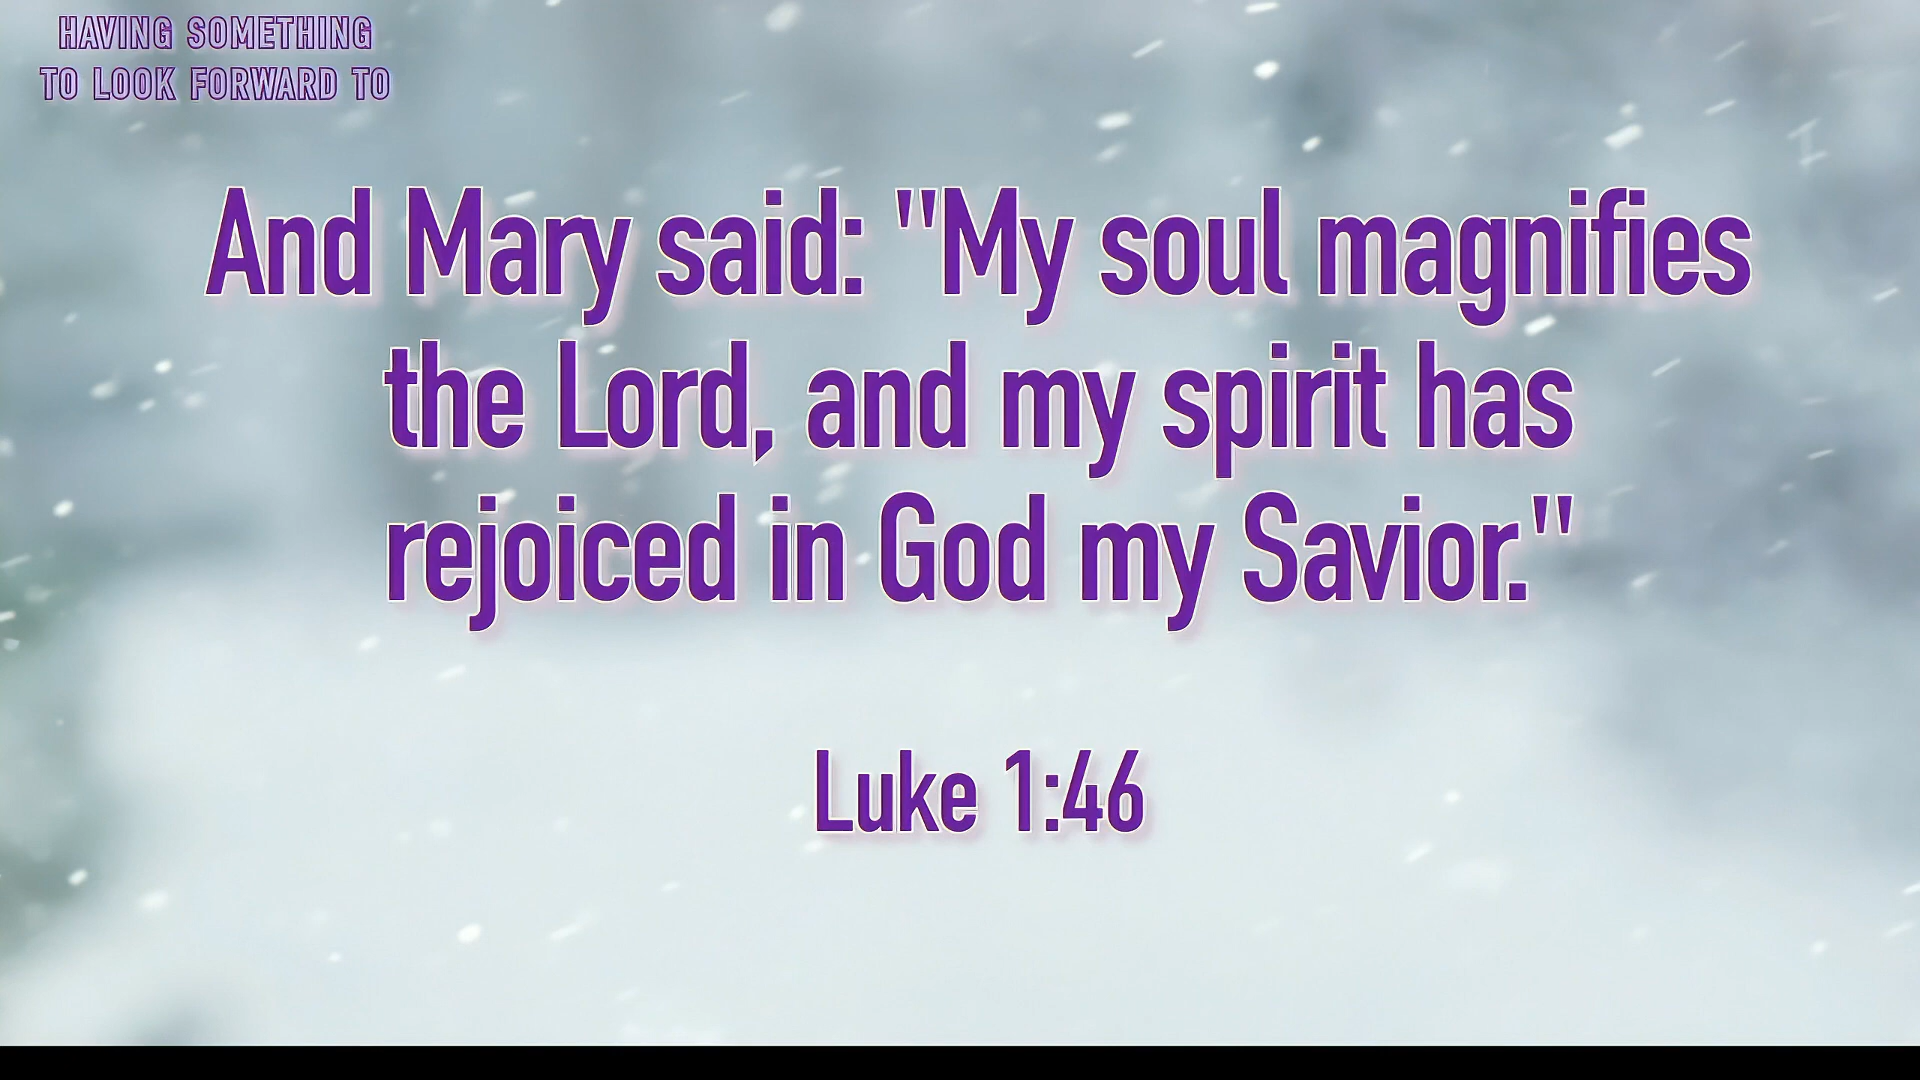 HAVING SOMETHING
TO LOOK FORWARD TO
And Mary said: "My soul magnifies
the Lord, and my spirit has
rejoiced in God my Savior."
Luke 1:46